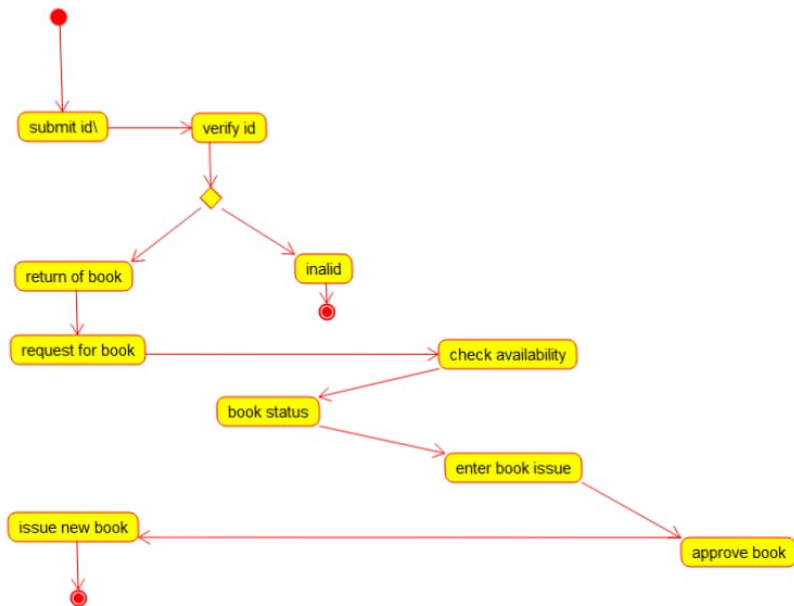 submit id\
verify id
return of book
inalid
request for book
check availability
book status
enter book issue
issue new book
approve book